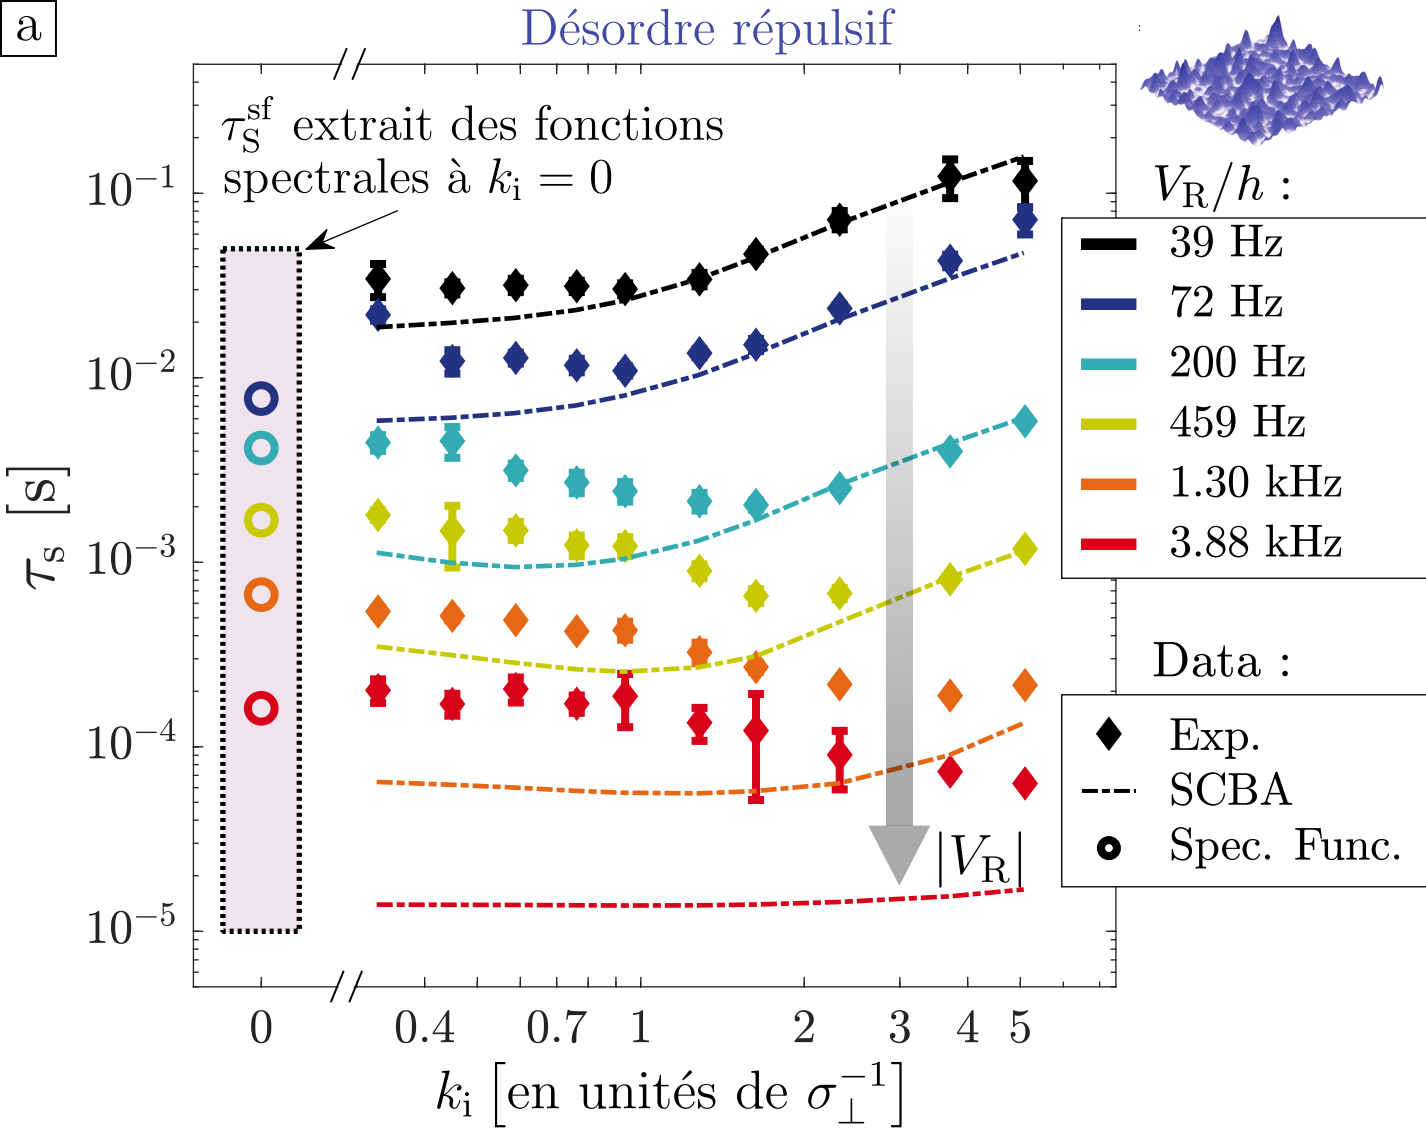 a
Désordre répulsif
τ_S^sf extrait des fonctions
spectrales à k_i = 0
10^−1
10^−2
10^−3
10^−4
10^−5
τ_s [s]
0
0.4
0.7
1
2
3
4
5
k_i [en unités de σ_⊥^−1]
|V_R|
V_R/h :
39 Hz
72 Hz
200 Hz
459 Hz
1.30 kHz
3.88 kHz
Data :
Exp.
SCBA
Spec. Func.